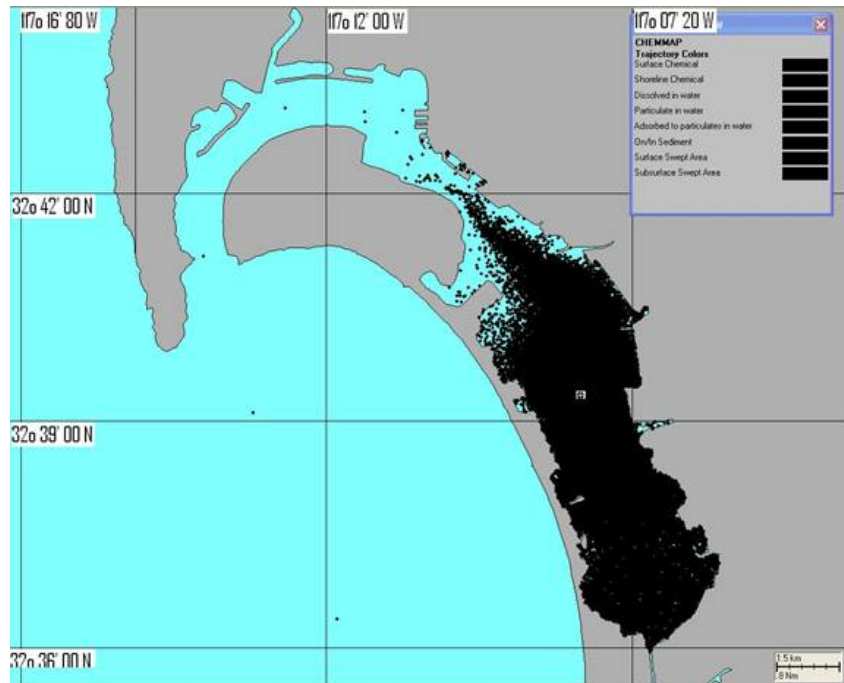 117o 16' 80 W
117o 12' 00 W
117o 07' 20 W
CHEMMAP
Trajectory Colors
Surface Chemical
Shoreline Chemical
Dissolved in water
Particulate in water
Adsorbed to particulates in water
On/In Sediment
Surface Swept Area
Subsurface Swept Area
32o 42' 00 N
32o 39' 00 N
32o 36' 00 N
1.5 km
.8 Nm